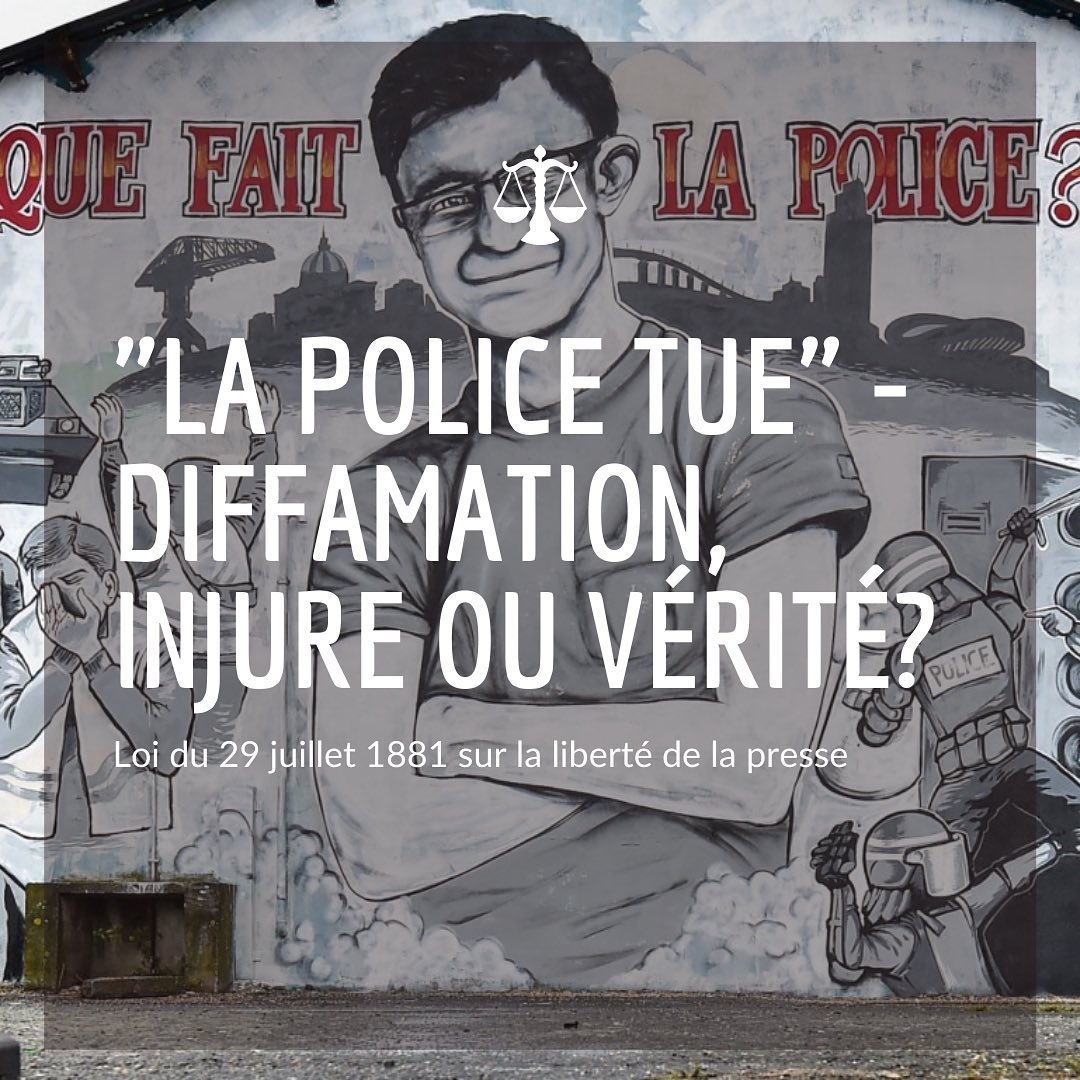 QUE FAIT LA POLICE?
"LA POLICE TUE" -
DIFFAMATION,
INJURE OU VÉRITÉ?
Loi du 29 juillet 1881 sur la liberté de la presse
POLICE